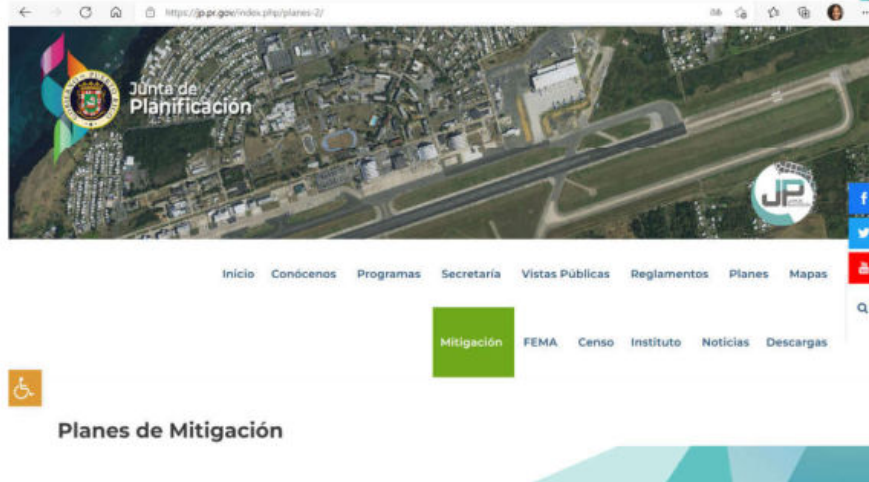 https://jp.pr.gov/index.php/planes-2/
Junta de
Planificación
JP
Inicio Conócenos Programas Secretaría Vistas Públicas Reglamentos Planes Mapas
Mitigación FEMA Censo Instituto Noticias Descargas
Planes de Mitigación